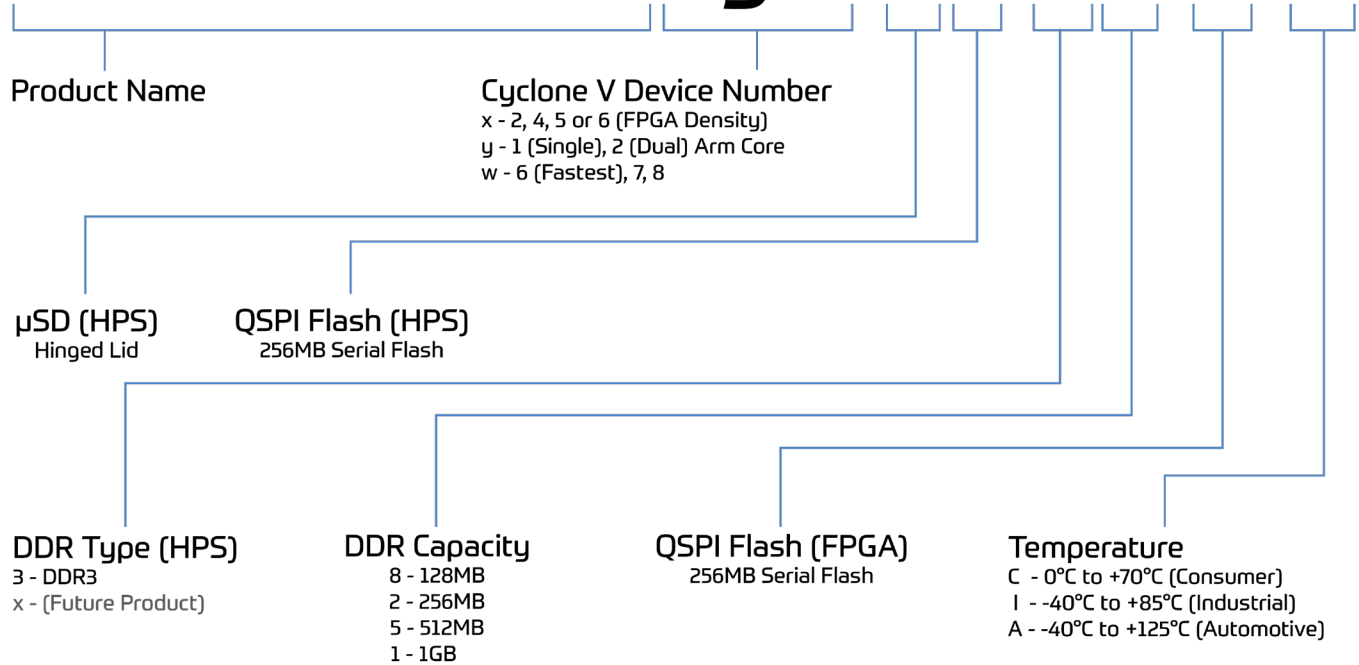 Product Name
Cyclone V Device Number
x - 2, 4, 5 or 6 (FPGA Density)
y - 1 (Single), 2 (Dual) Arm Core
w - 6 (Fastest), 7, 8
µSD (HPS)
Hinged Lid
QSPI Flash (HPS)
256MB Serial Flash
DDR Type (HPS)
3 - DDR3
x - (Future Product)
DDR Capacity
8 - 128MB
2 - 256MB
5 - 512MB
1 - 1GB
QSPI Flash (FPGA)
256MB Serial Flash
Temperature
C - 0°C to +70°C (Consumer)
I - -40°C to +85°C (Industrial)
A - -40°C to +125°C (Automotive)